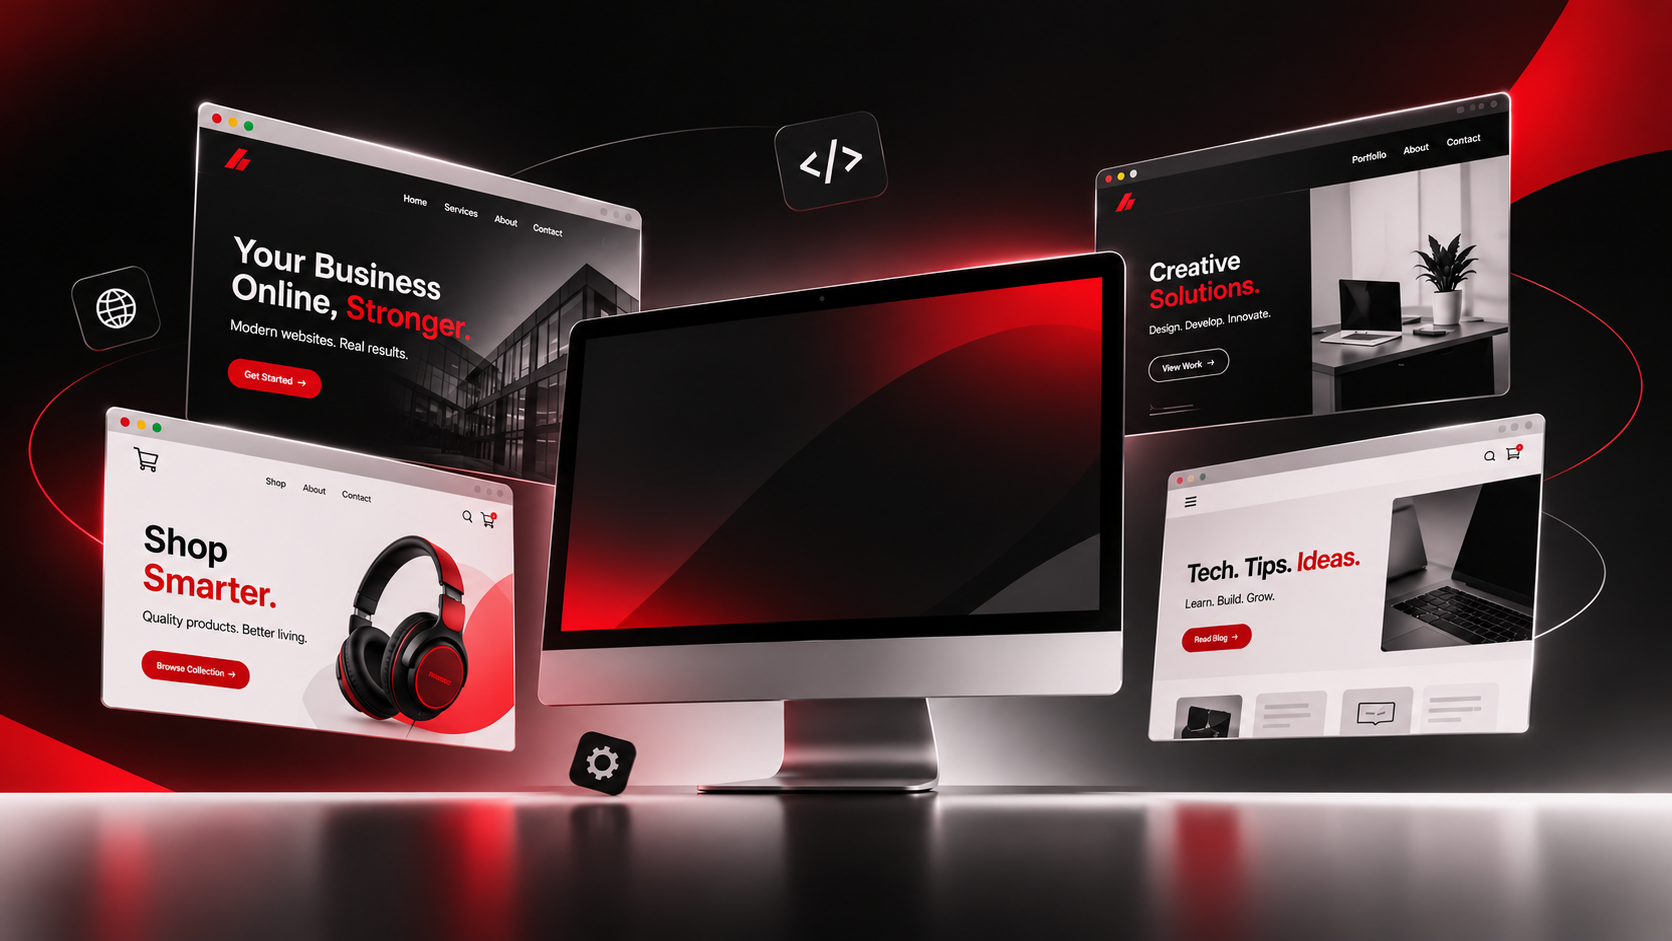 Home Services About Contact
Your Business
Online, Stronger.
Modern websites. Real results.
Get Started →
</>
Portfolio About Contact
Creative
Solutions.
Design. Develop. Innovate.
View Work →
Shop About Contact
Shop
Smarter.
Quality products. Better living.
Browse Collection →
Tech. Tips. Ideas.
Learn. Build. Grow.
Read Blog →